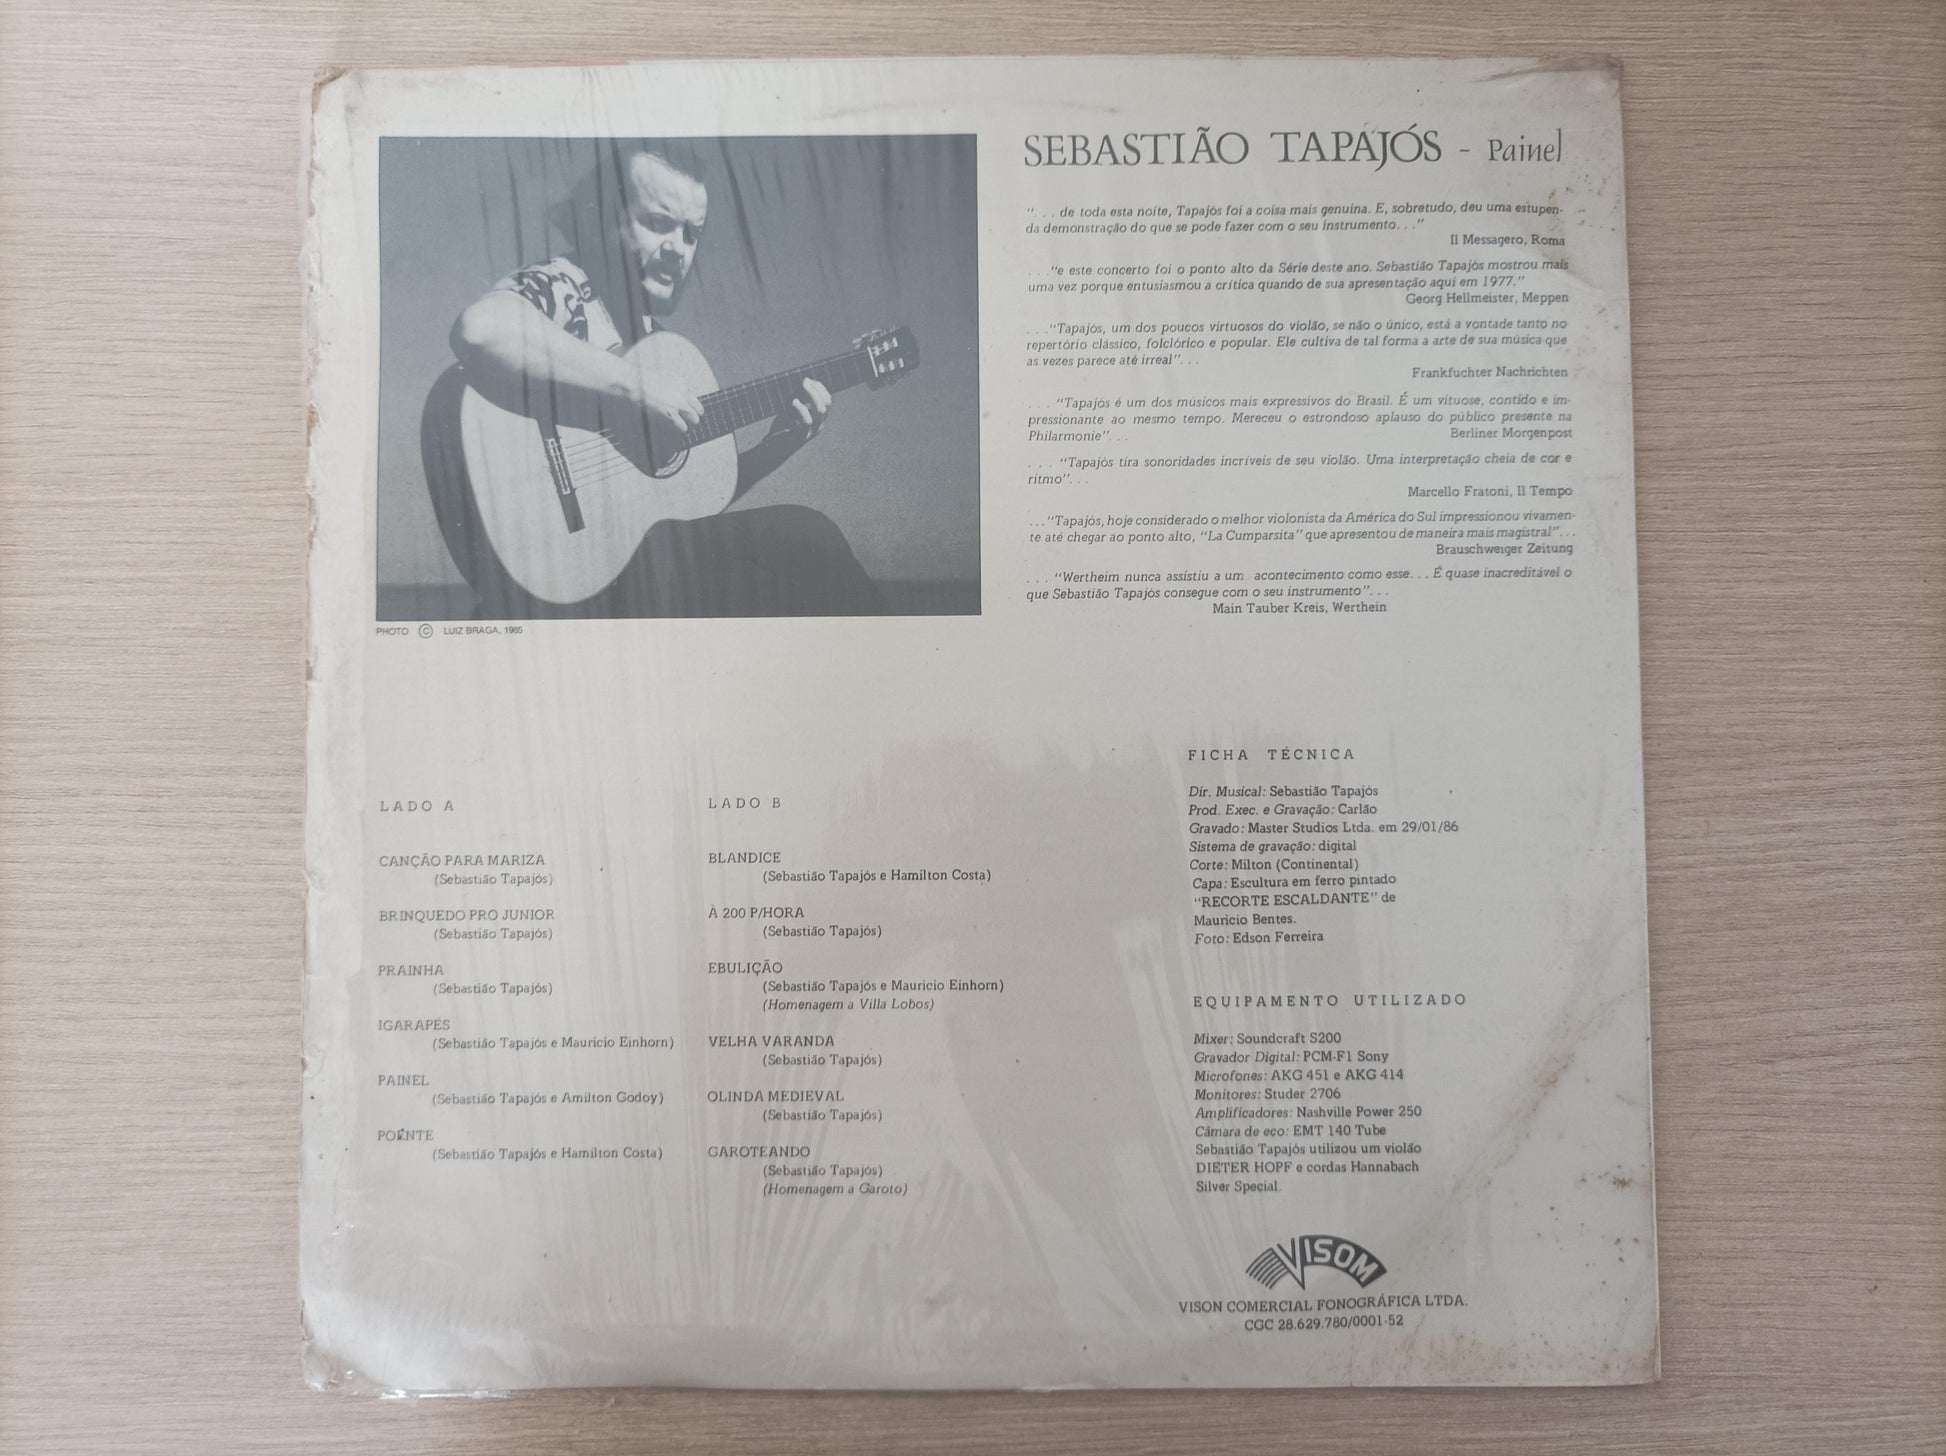 SEBASTIÃO TAPAJÓS - Painel
". . . de toda esta noite, Tapajós foi a coisa mais genuina. E, sobretudo, deu uma estupen-
da demonstração do que se pode fazer com o seu instrumento. . ."
Il Messagero, Roma
. . ."e este concerto foi o ponto alto da Série deste ano. Sebastião Tapajós mostrou mais
uma vez porque entusiasmou a crítica quando de sua apresentação aqui em 1977."
Georg Hellmeister, Meppen
. . ."Tapajós, um dos poucos virtuosos do violão, se não o único, está a vontade tanto no
repertório clássico, folclórico e popular. Ele cultiva de tal forma a arte de sua música que
as vezes parece até irreal". . .
Frankfuchter Nachrichten
. . . "Tapajós é um dos músicos mais expressivos do Brasil. É um vituose, contido e im-
pressionante ao mesmo tempo. Mereceu o estrondoso aplauso do público presente na
Philarmonie". . .
Berliner Morgenpost
. . . "Tapajós tira sonoridades incríveis de seu violão. Uma interpretação cheia de cor e
ritmo". . .
Marcello Fratoni, Il Tempo
. . ."Tapajós, hoje considerado o melhor violonista da América do Sul impressionou vivamen-
te até chegar ao ponto alto, "La Cumparsita" que apresentou de maneira mais magistral". . .
Brauschweiger Zeitung
. . . "Wertheim nunca assistiu a um acontecimento como esse. . . É quase inacreditável o
que Sebastião Tapajós consegue com o seu instrumento". . .
Main Tauber Kreis, Werthein
PHOTO © LUIZ BRAGA, 1985
LADO A
CANÇÃO PARA MARIZA
(Sebastião Tapajós)
BRINQUEDO PRO JUNIOR
(Sebastião Tapajós)
PRAINHA
(Sebastião Tapajós)
IGARAPÉS
(Sebastião Tapajós e Mauricio Einhorn)
PAINEL
(Sebastião Tapajós e Amilton Godoy)
POENTE
(Sebastião Tapajós e Hamilton Costa)
LADO B
BLANDICE
(Sebastião Tapajós e Hamilton Costa)
À 200 P/HORA
(Sebastião Tapajós)
EBULIÇÃO
(Sebastião Tapajós e Mauricio Einhorn)
(Homenagem a Villa Lobos)
VELHA VARANDA
(Sebastião Tapajós)
OLINDA MEDIEVAL
(Sebastião Tapajós)
GAROTEANDO
(Sebastião Tapajós)
(Homenagem a Garoto)
FICHA TÉCNICA
Dir. Musical: Sebastião Tapajós
Prod. Exec. e Gravação: Carlão
Gravado: Master Studios Ltda. em 29/01/86
Sistema de gravação: digital
Corte: Milton (Continental)
Capa: Escultura em ferro pintado
"RECORTE ESCALDANTE" de
Mauricio Bentes.
Foto: Edson Ferreira
EQUIPAMENTO UTILIZADO
Mixer: Soundcraft S200
Gravador Digital: PCM-F1 Sony
Microfones: AKG 451 e AKG 414
Monitores: Studer 2706
Amplificadores: Nashville Power 250
Câmara de eco: EMT 140 Tube
Sebastião Tapajós utilizou um violão
DIETER HOPF e cordas Hannabach
Silver Special.
VISOM
VISON COMERCIAL FONOGRÁFICA LTDA.
CGC 28.629.780/0001-52